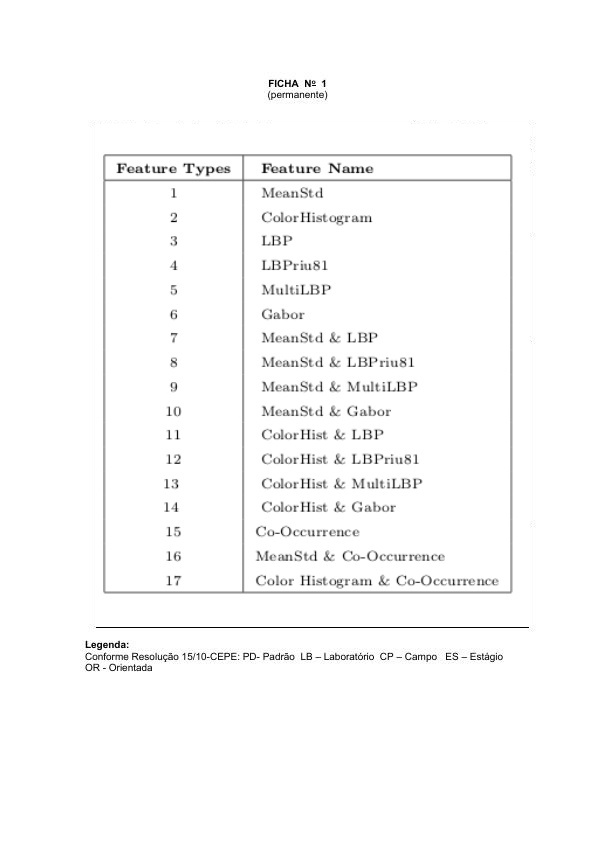 FICHA Nº 1
(permanente)
Feature Types Feature Name
1 MeanStd
2 ColorHistogram
3 LBP
4 LBPriu81
5 MultiLBP
6 Gabor
7 MeanStd & LBP
8 MeanStd & LBPriu81
9 MeanStd & MultiLBP
10 MeanStd & Gabor
11 ColorHist & LBP
12 ColorHist & LBPriu81
13 ColorHist & MultiLBP
14 ColorHist & Gabor
15 Co-Occurrence
16 MeanStd & Co-Occurrence
17 Color Histogram & Co-Occurrence
Legenda:
Conforme Resolução 15/10-CEPE: PD- Padrão LB – Laboratório CP – Campo ES – Estágio
OR - Orientada